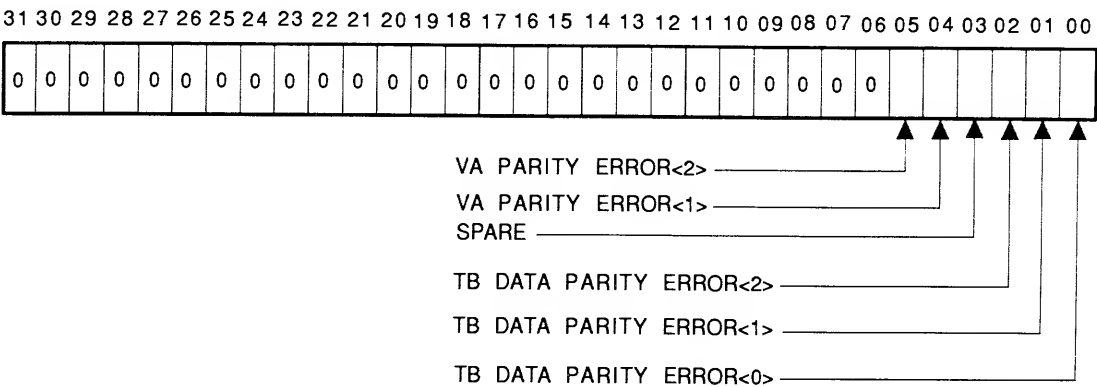 31 30 29 28 27 26 25 24 23 22 21 20 19 18 17 16 15 14 13 12 11 10 09 08 07 06 05 04 03 02 01 00
0 0 0 0 0 0 0 0 0 0 0 0 0 0 0 0 0 0 0 0 0 0 0 0 0 0
VA PARITY ERROR<2>
VA PARITY ERROR<1>
SPARE
TB DATA PARITY ERROR<2>
TB DATA PARITY ERROR<1>
TB DATA PARITY ERROR<0>